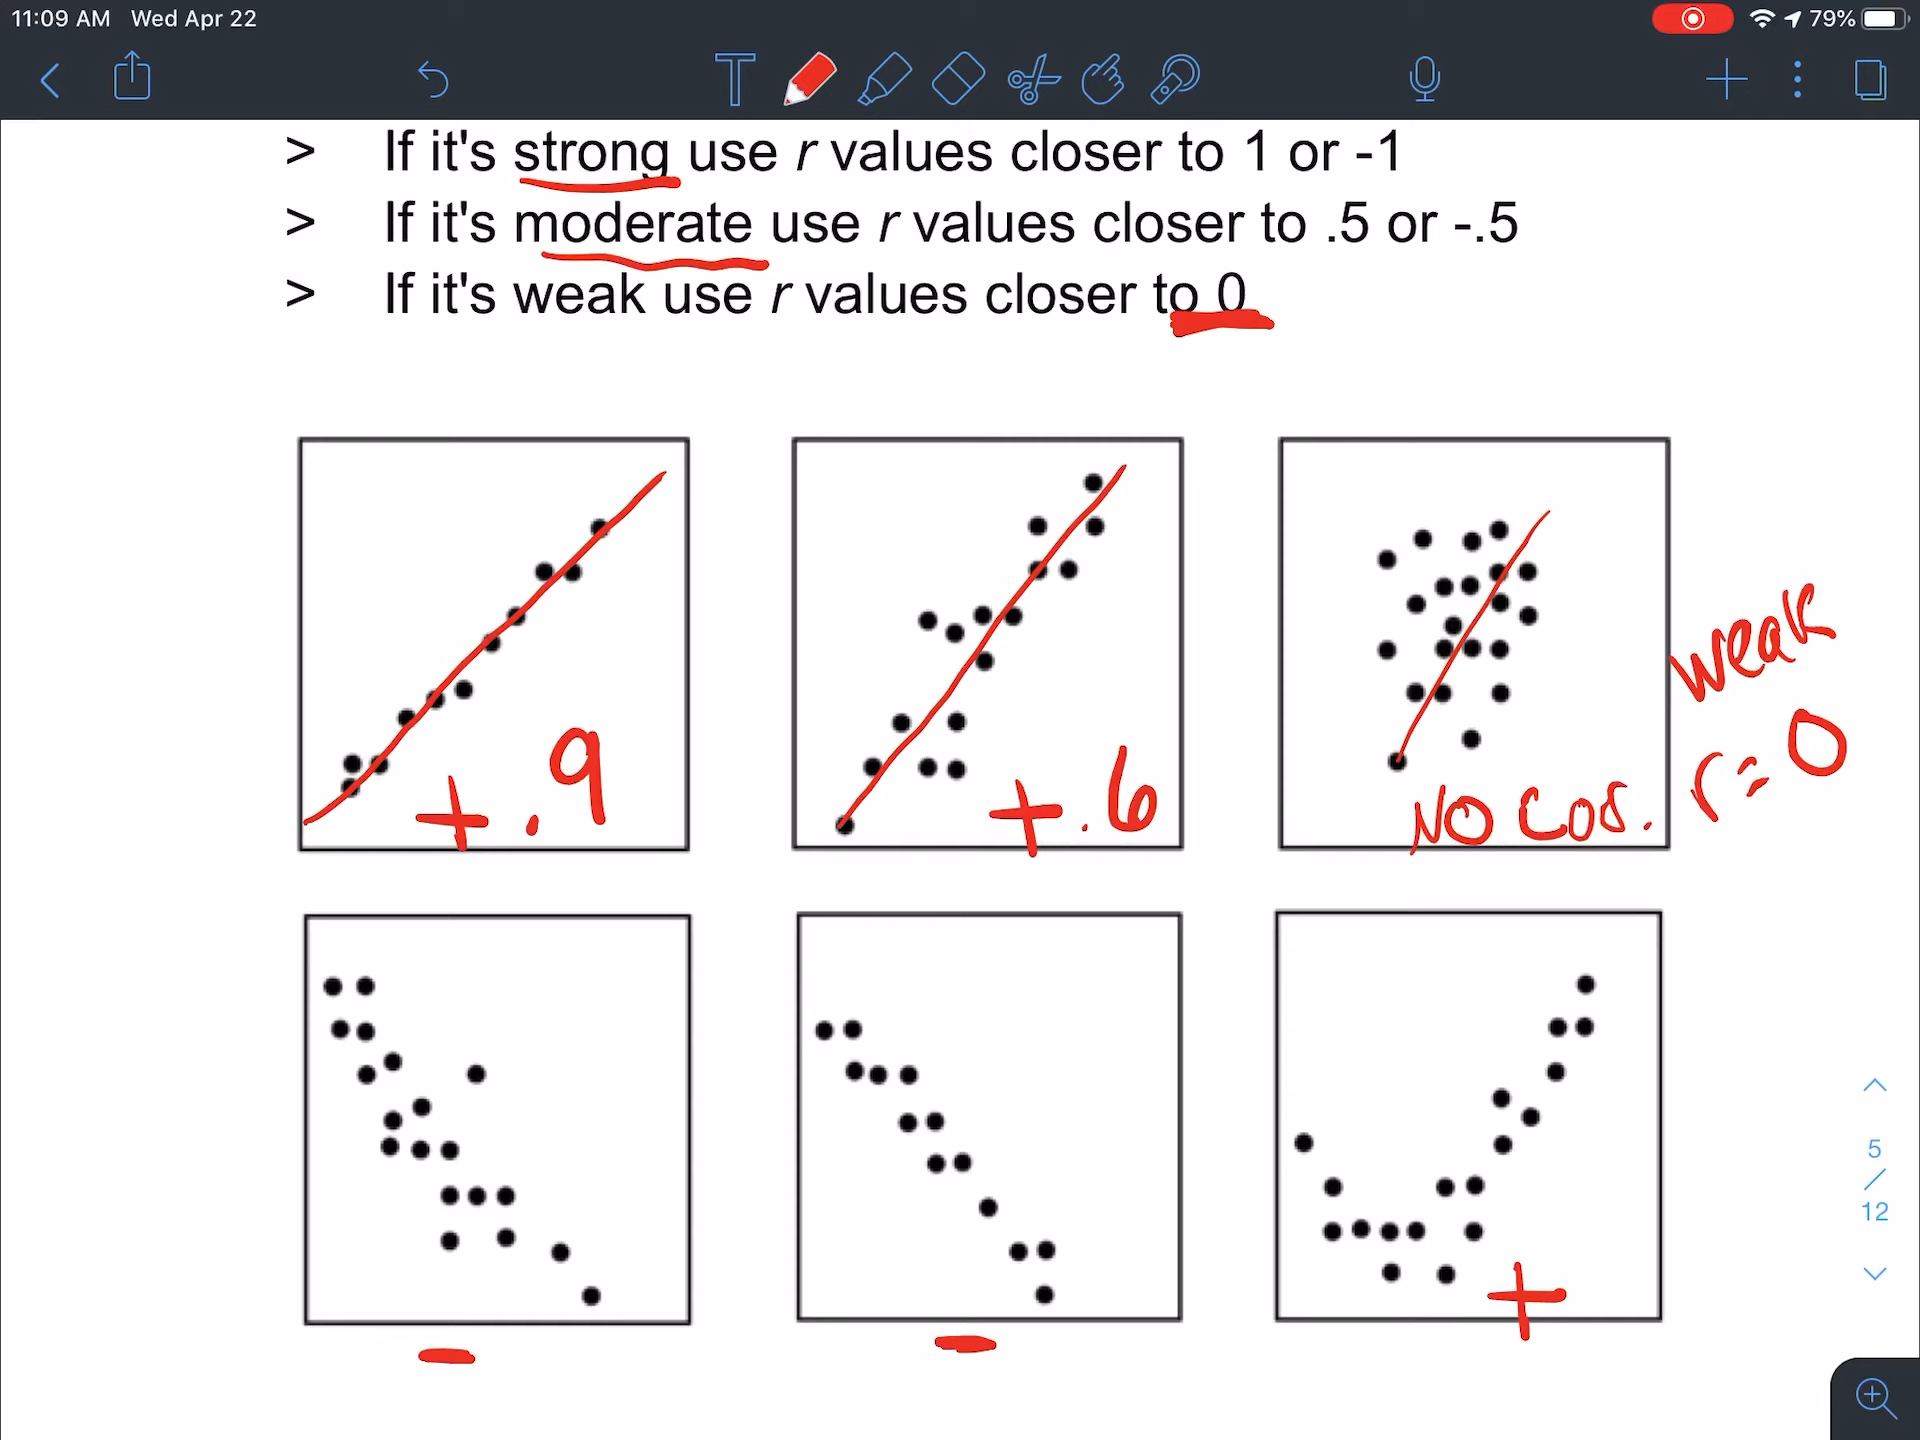 11:09 AM Wed Apr 22 79%
T
> If it's strong use r values closer to 1 or -1
> If it's moderate use r values closer to .5 or -.5
> If it's weak use r values closer to 0
+.9
+.6
NO Cor.
weak
r=0
5
/
12
-
-
+